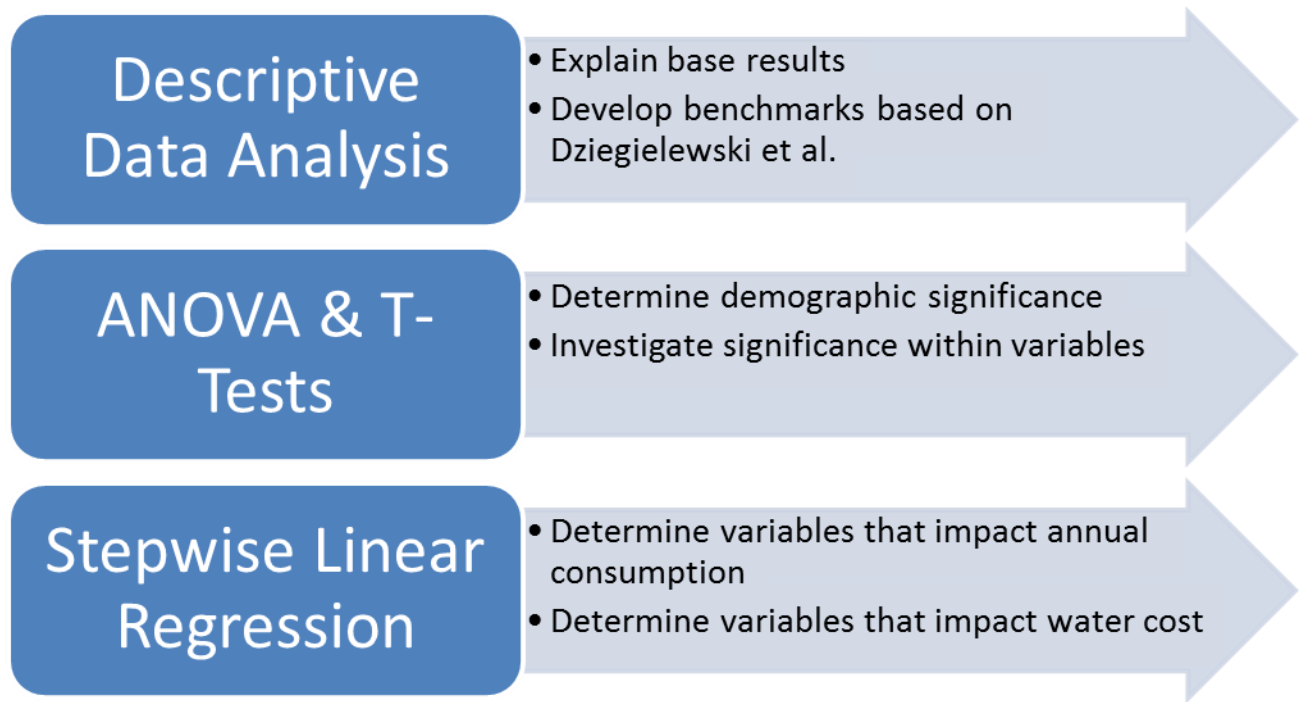 Descriptive
Data Analysis
• Explain base results
• Develop benchmarks based on
Dziegielewski et al.
ANOVA & T-
Tests
• Determine demographic significance
• Investigate significance within variables
Stepwise Linear
Regression
• Determine variables that impact annual
consumption
• Determine variables that impact water cost